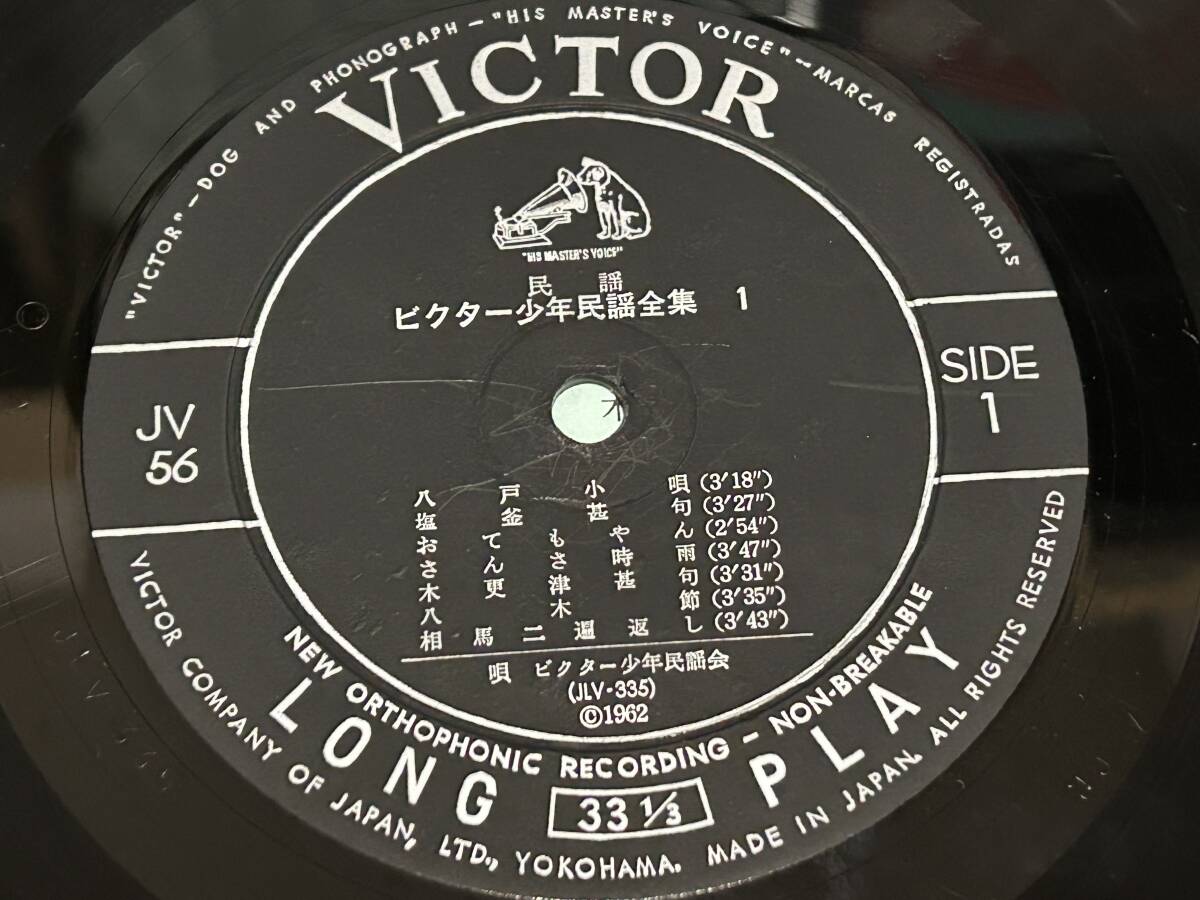 "VICTOR" – DOG AND PHONOGRAPH – "HIS MASTER'S VOICE" – MARCAS REGISTRADAS
VICTOR
"HIS MASTER'S VOICE"
民謡
ビクター少年民謡全集 1
JV
56
SIDE
1
八戸小唄 (3′18″)
塩釜甚句 (3′27″)
おてもやん (2′54″)
さんさ時雨 (3′47″)
木更津甚句 (3′31″)
八木節 (3′35″)
相馬二遍返し (3′43″)
唄 ビクター少年民謡会
(JLV-335)
©1962
NEW ORTHOPHONIC RECORDING – NON-BREAKABLE
LONG PLAY
33 1/3
VICTOR COMPANY OF JAPAN, LTD., YOKOHAMA. MADE IN JAPAN. ALL RIGHTS RESERVED